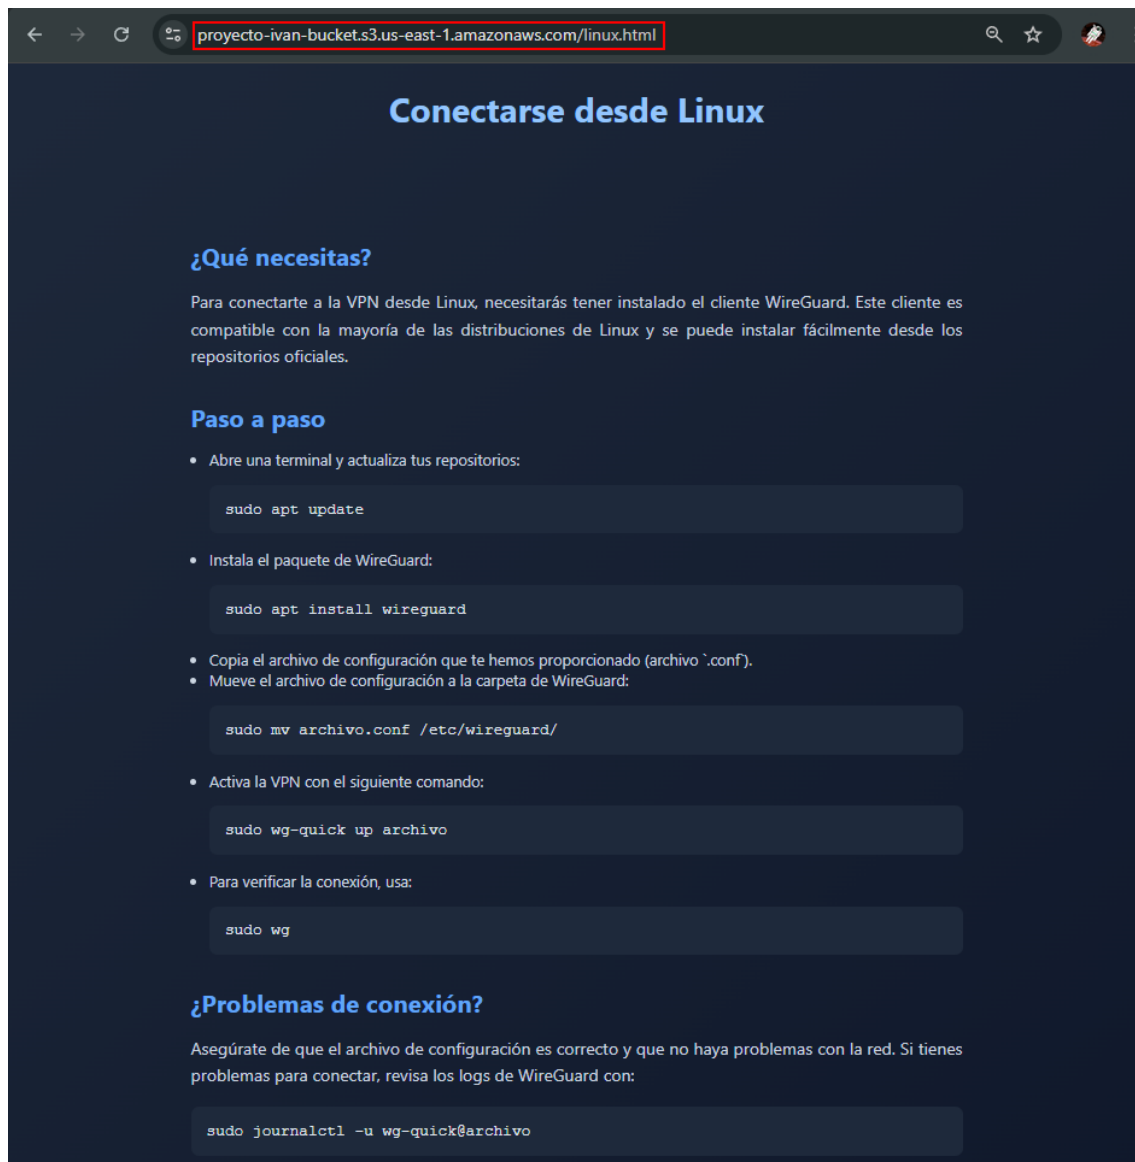 proyecto-ivan-bucket.s3.us-east-1.amazonaws.com/linux.html
Conectarse desde Linux
¿Qué necesitas?
Para conectarte a la VPN desde Linux, necesitarás tener instalado el cliente WireGuard. Este cliente es
compatible con la mayoría de las distribuciones de Linux y se puede instalar fácilmente desde los
repositorios oficiales.
Paso a paso
• Abre una terminal y actualiza tus repositorios:
sudo apt update
• Instala el paquete de WireGuard:
sudo apt install wireguard
• Copia el archivo de configuración que te hemos proporcionado (archivo `.conf`).
• Mueve el archivo de configuración a la carpeta de WireGuard:
sudo mv archivo.conf /etc/wireguard/
• Activa la VPN con el siguiente comando:
sudo wg-quick up archivo
• Para verificar la conexión, usa:
sudo wg
¿Problemas de conexión?
Asegúrate de que el archivo de configuración es correcto y que no haya problemas con la red. Si tienes
problemas para conectar, revisa los logs de WireGuard con:
sudo journalctl -u wg-quick@archivo